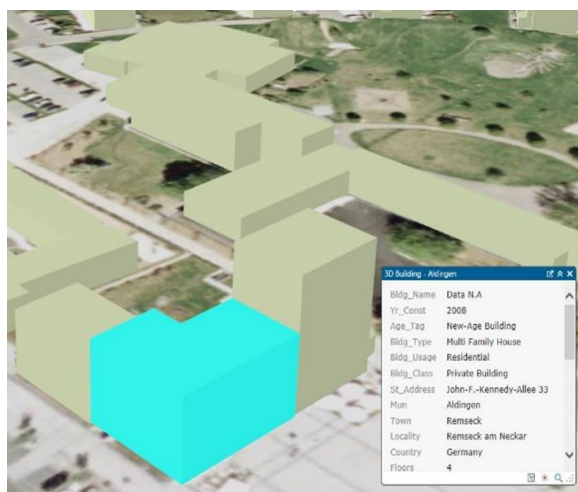 3D Building - Aldingen
Bldg_Name Data N.A
Yr_Const 2008
Age_Tag New-Age Building
Bldg_Type Multi Family House
Bldg_Usage Residential
Bldg_Class Private Building
St_Address John-F.-Kennedy-Allee 33
Mun Aldingen
Town Remseck
Locality Remseck am Neckar
Country Germany
Floors 4